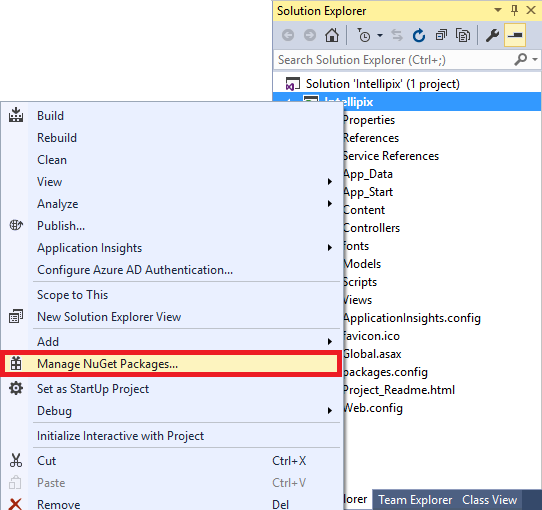 Solution Explorer
Search Solution Explorer (Ctrl+;)
Solution 'Intellipix' (1 project)
Intellipix
Properties
References
Service References
App_Data
App_Start
Content
Controllers
fonts
Models
Scripts
Views
ApplicationInsights.config
favicon.ico
Global.asax
packages.config
Project_Readme.html
Web.config
Team Explorer
Class View
Build
Rebuild
Clean
View
Analyze
Publish...
Application Insights
Configure Azure AD Authentication...
Scope to This
New Solution Explorer View
Add
Manage NuGet Packages...
Set as StartUp Project
Debug
Initialize Interactive with Project
Cut Ctrl+X
Paste Ctrl+V
Remove Del